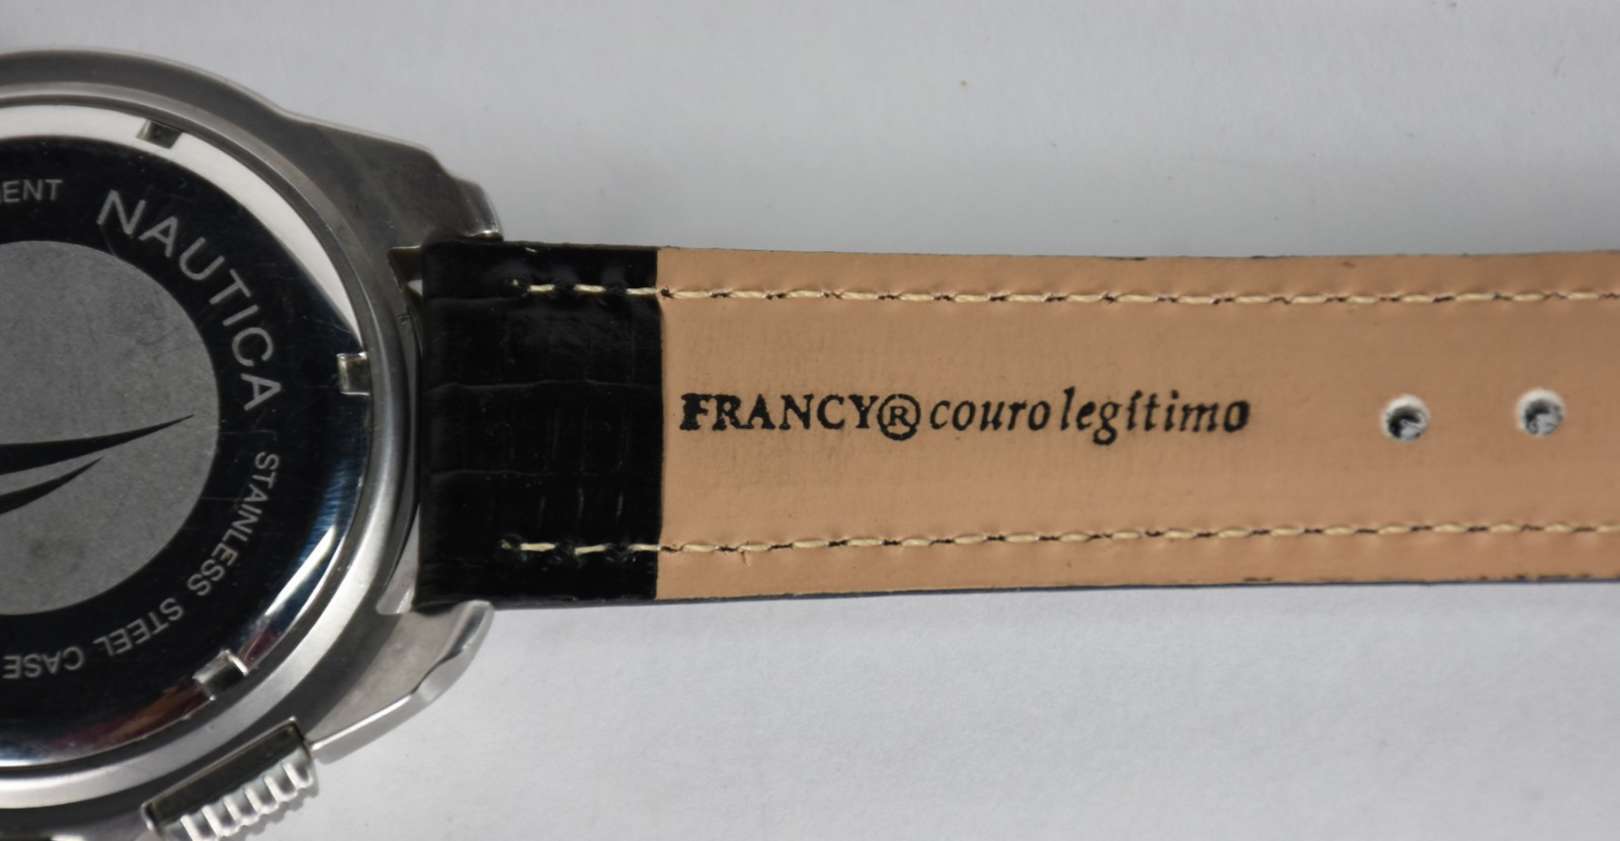 NAUTICA
STAINLESS STEEL CASE
FRANCY® couro legítimo